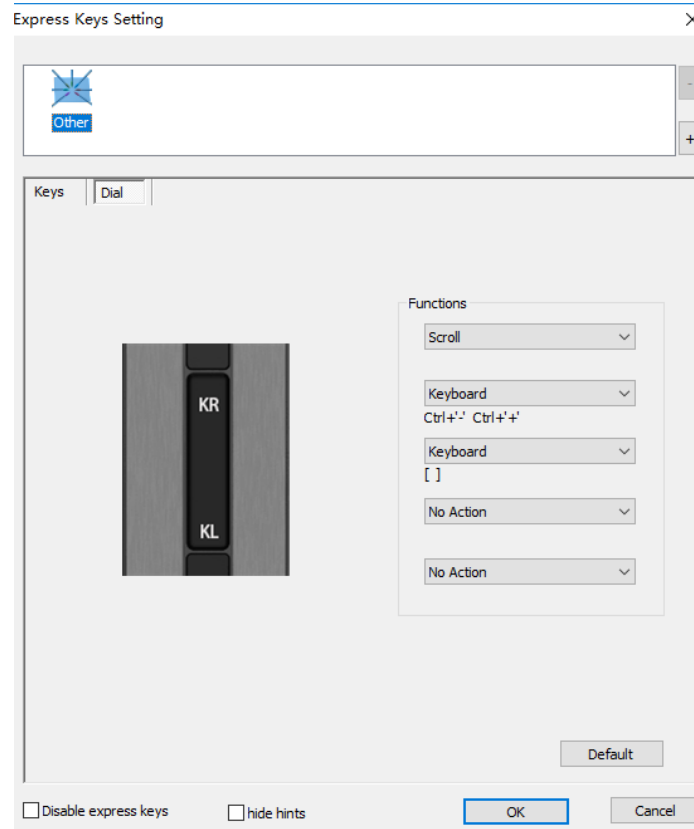 Express Keys Setting
Other
-
+
Keys Dial
Functions
Scroll
KR
Keyboard
Ctrl+'-' Ctrl+'+'
Keyboard
[ ]
KL
No Action
No Action
Default
Disable express keys hide hints OK Cancel